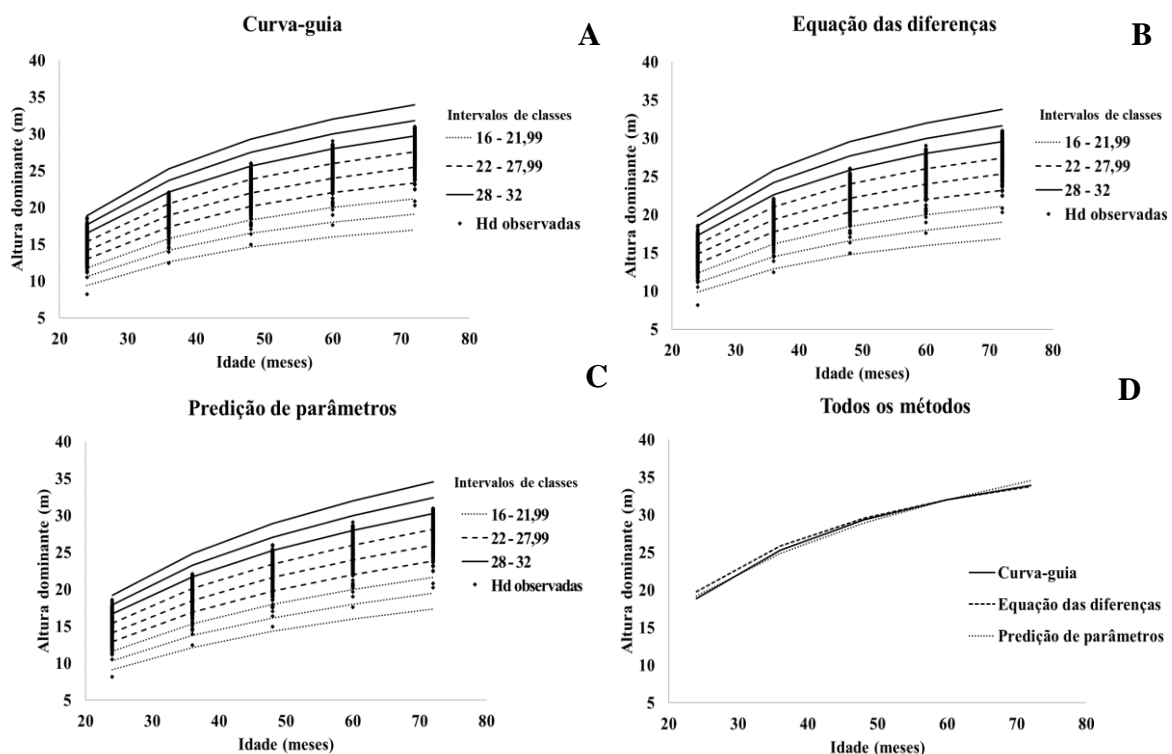 Curva-guia
A
40
35
30
25
20
15
10
5
Altura dominante (m)
20 30 40 50 60 70 80
Idade (meses)
Intervalos de classes
16 - 21,99
22 - 27,99
28 - 32
Hd observadas
Equação das diferenças
B
40
35
30
25
20
15
10
5
Altura dominante (m)
20 30 40 50 60 70 80
Idade (meses)
Intervalos de classes
16 - 21,99
22 - 27,99
28 - 32
Hd observadas
Predição de parâmetros
C
40
35
30
25
20
15
10
5
Altura dominante (m)
20 30 40 50 60 70 80
Idade (meses)
Intervalos de classes
16 - 21,99
22 - 27,99
28 - 32
Hd observadas
Todos os métodos
D
40
35
30
25
20
15
10
5
Altura dominante (m)
20 30 40 50 60 70 80
Idade (meses)
Curva-guia
Equação das diferenças
Predição de parâmetros